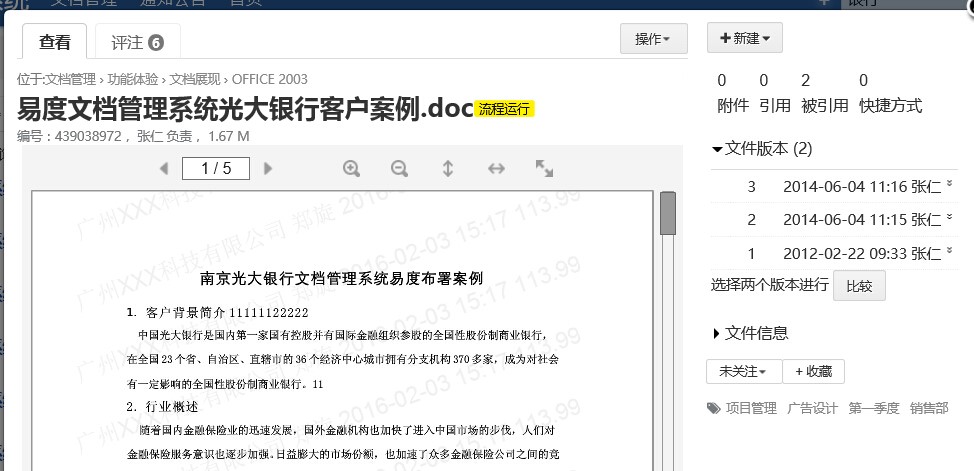 文档管理 通知公告 首页
银行
查看 评注 6
操作
新建
位于:文档管理 › 功能体验 › 文档展现 › OFFICE 2003
易度文档管理系统光大银行客户案例.doc 流程运行
编号 : 439038972 , 张仁 负责 , 1.67 M
1 / 5
南京光大银行文档管理系统易度布署案例
1. 客户背景简介 11111122222
中国光大银行是国内第一家国有控股并有国际金融组织参股的全国性股份制商业银行，
在全国 23 个省、自治区、直辖市的 36 个经济中心城市拥有分支机构 370 多家，成为对社会
有一定影响的全国性股份制商业银行。11
2. 行业概述
随着国内金融保险业的迅速发展，国外金融机构也加快了进入中国市场的步伐，人们对
金融保险服务意识也逐步加强。日益膨大的市场份额，也加速了众多金融保险公司之间的竞
广州XXX科技有限公司 郑旋 2016-02-03 15:17 113.99
0 0 2 0
附件 引用 被引用 快捷方式
文件版本 (2)
3 2014-06-04 11:16 张仁
2 2014-06-04 11:15 张仁
1 2012-02-22 09:33 张仁
选择两个版本进行 比较
文件信息
未关注 + 收藏
项目管理 广告设计 第一季度 销售部